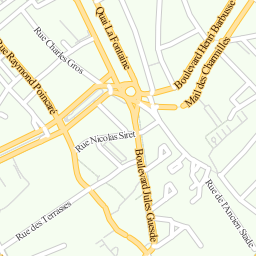 Quai La Fontaine
Boulevard Henri Barbusse
Mail des Charmilles
Rue Charles Gros
Rue Raymond Poincaré
Rue Nicolas Siret
Boulevard Jules Guesde
Rue de l'Ancien Stade
Rue des Terrasses